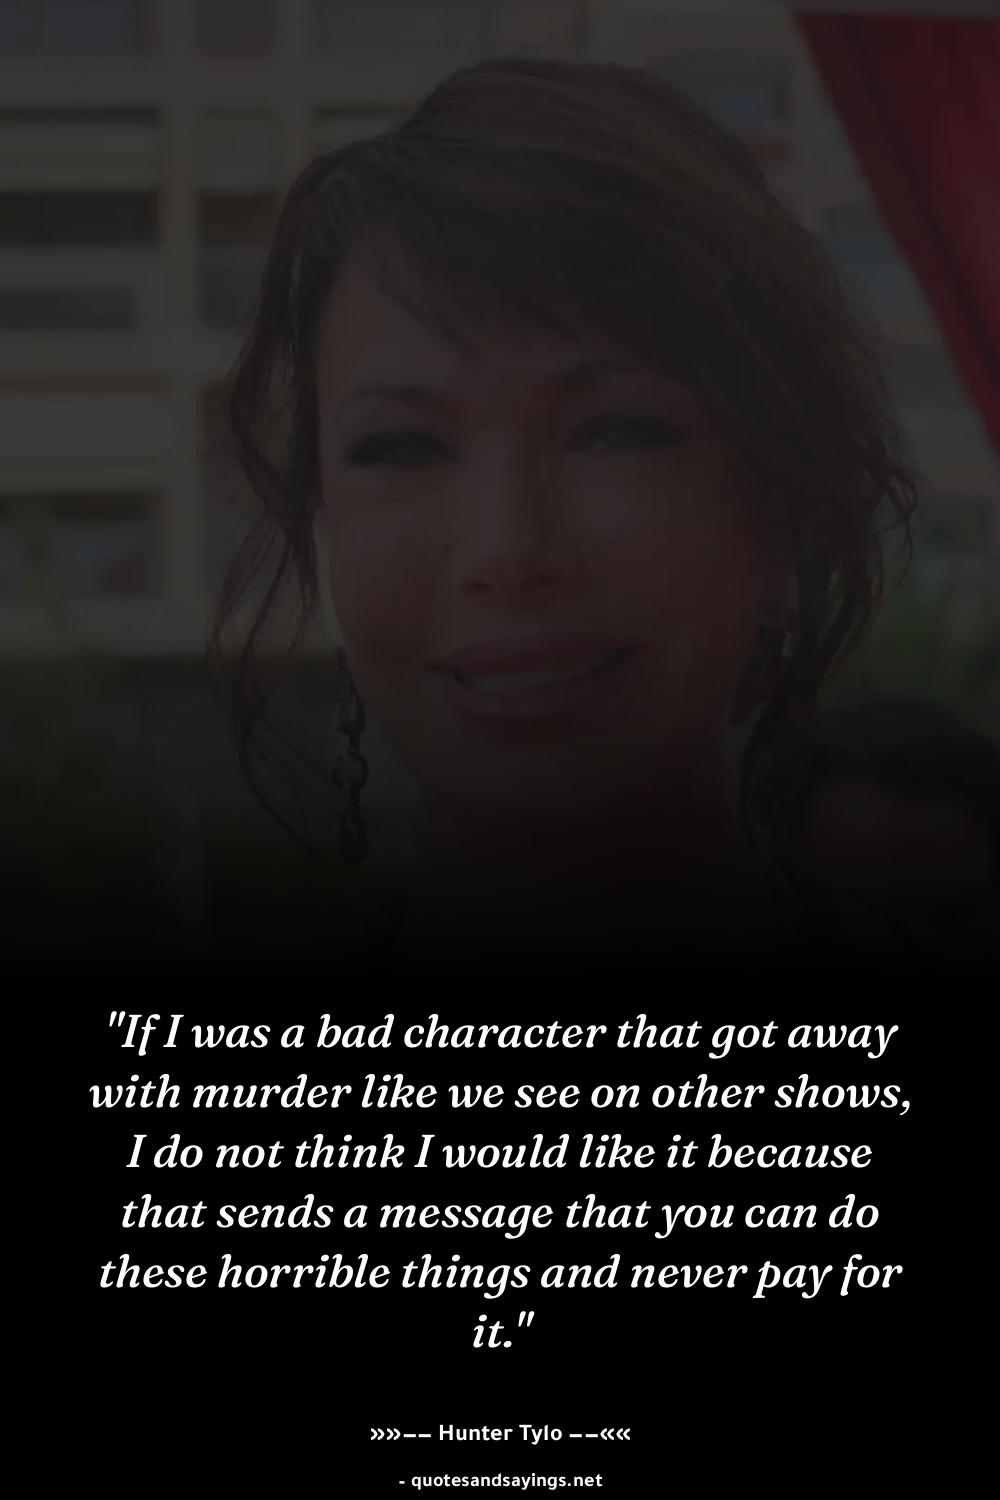 "If I was a bad character that got away
with murder like we see on other shows,
I do not think I would like it because
that sends a message that you can do
these horrible things and never pay for
it."
»»−− Hunter Tylo −−««
- quotesandsayings.net